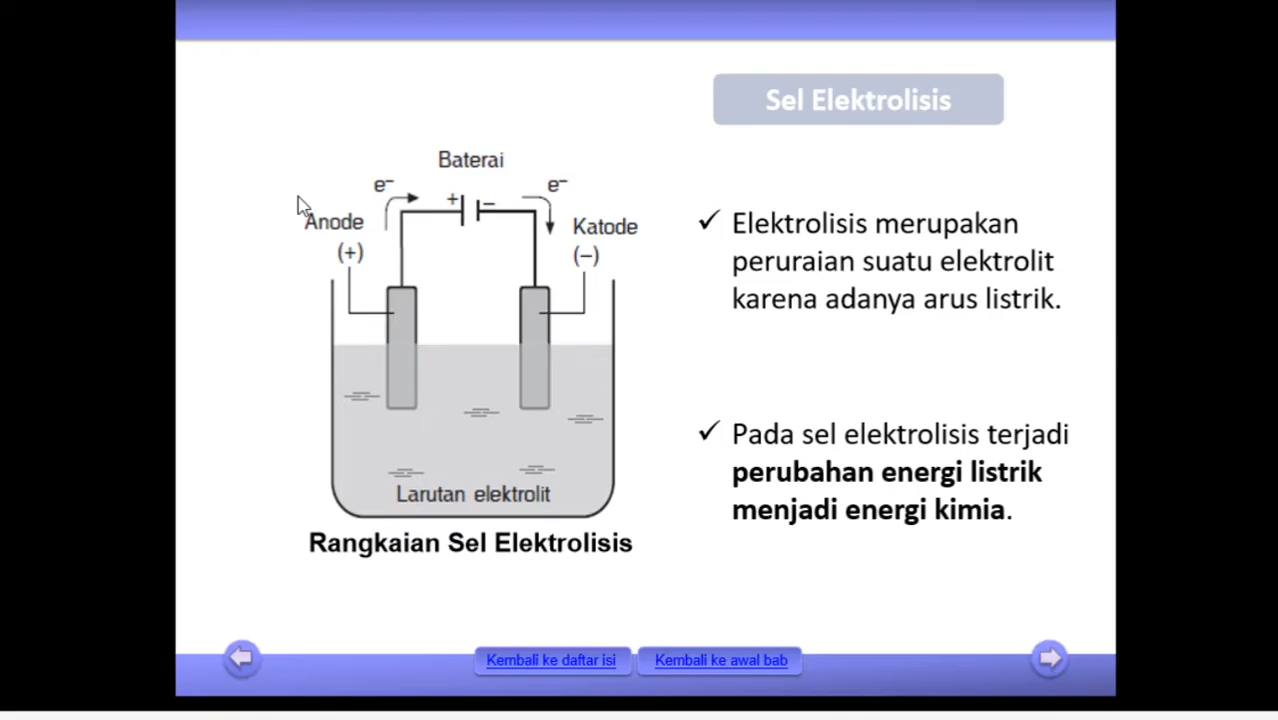 Sel Elektrolisis
Baterai
e⁻
e⁻
+
–
Anode
(+)
Katode
(–)
Larutan elektrolit
Rangkaian Sel Elektrolisis
✓ Elektrolisis merupakan
peruraian suatu elektrolit
karena adanya arus listrik.
✓ Pada sel elektrolisis terjadi
perubahan energi listrik
menjadi energi kimia.
Kembali ke daftar isi
Kembali ke awal bab